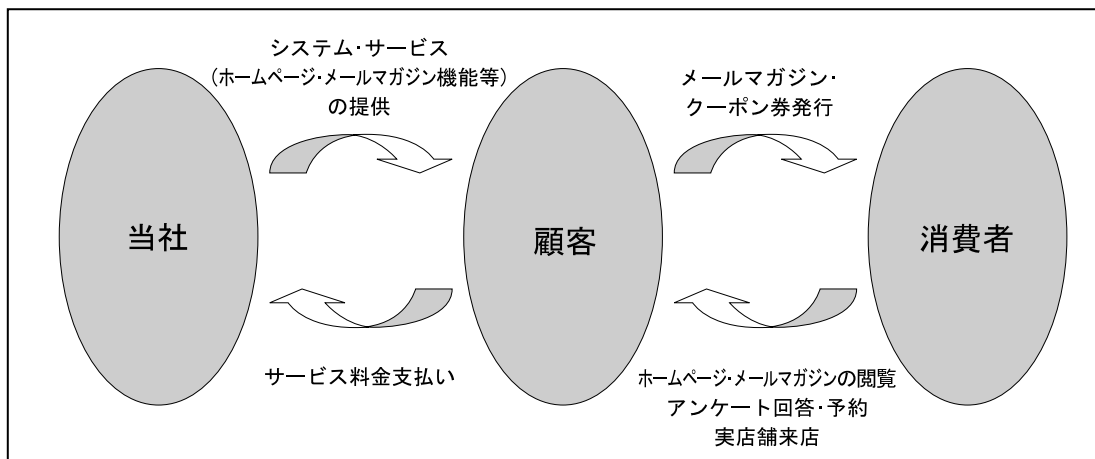 システム・サービス
(ホームページ・メールマガジン機能等)
の提供
メールマガジン・
クーポン券発行
当社
顧客
消費者
サービス料金支払い
ホームページ・メールマガジンの閲覧
アンケート回答・予約
実店舗来店